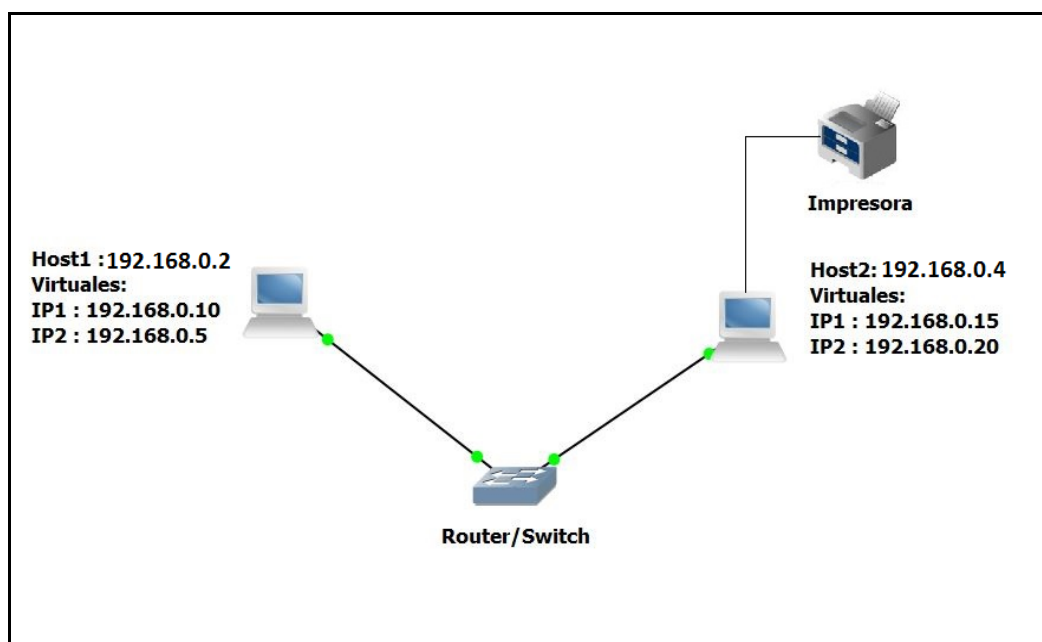 Impresora
Host1 :192.168.0.2
Virtuales:
IP1 : 192.168.0.10
IP2 : 192.168.0.5
Host2: 192.168.0.4
Virtuales:
IP1 : 192.168.0.15
IP2 : 192.168.0.20
Router/Switch